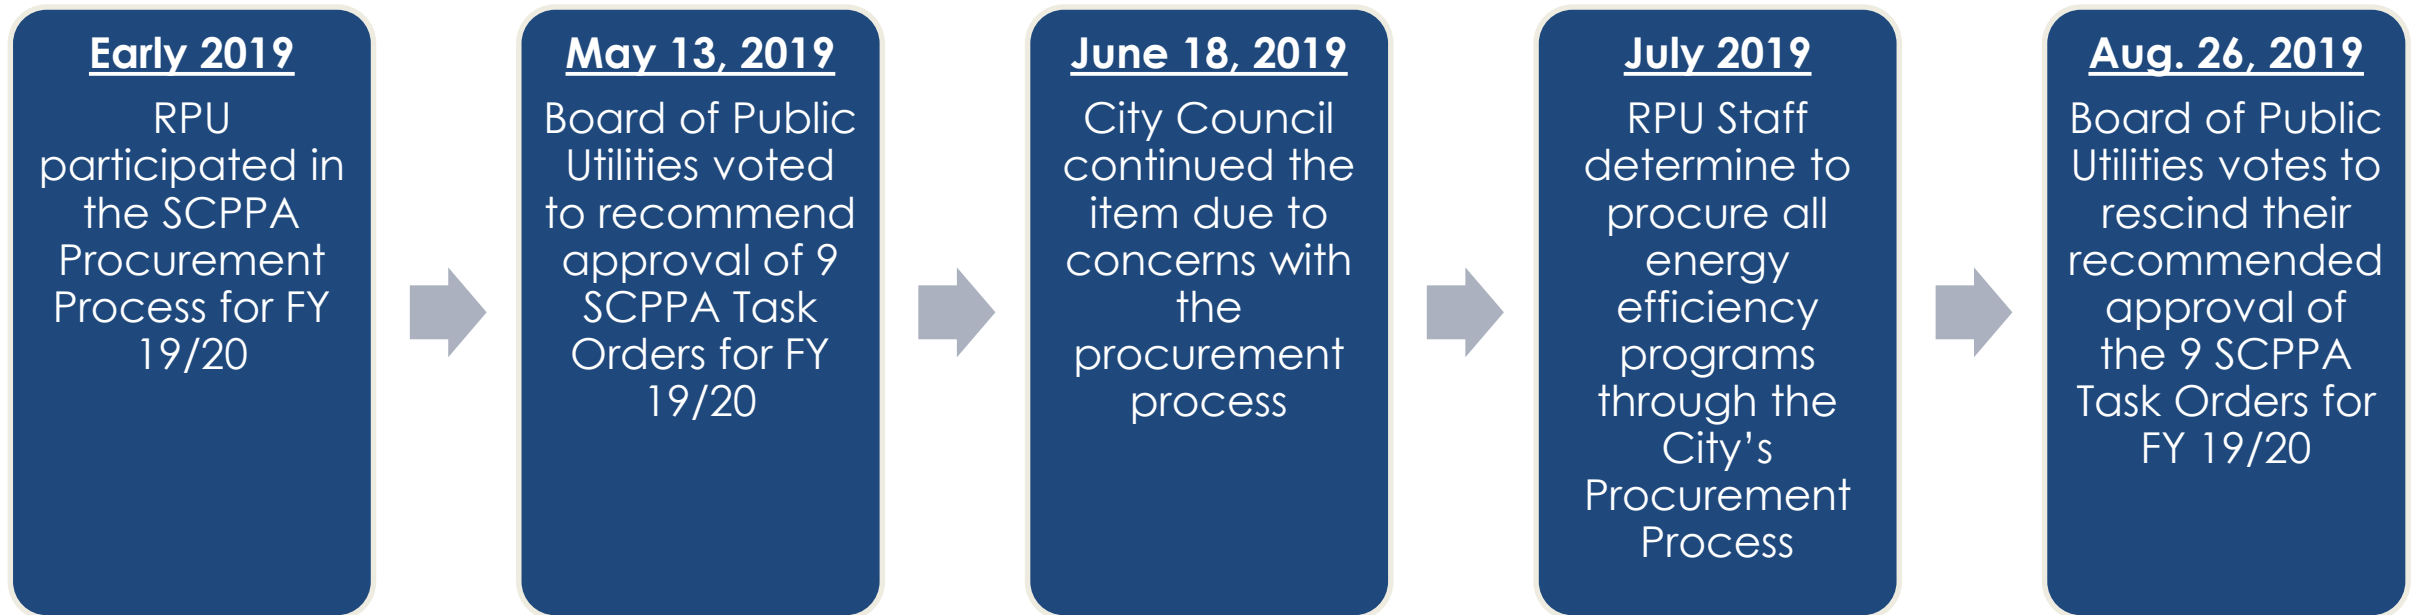 Early 2019
RPU
participated in
the SCPPA
Procurement
Process for FY
19/20
May 13, 2019
Board of Public
Utilities voted
to recommend
approval of 9
SCPPA Task
Orders for FY
19/20
June 18, 2019
City Council
continued the
item due to
concerns with
the
procurement
process
July 2019
RPU Staff
determine to
procure all
energy
efficiency
programs
through the
City’s
Procurement
Process
Aug. 26, 2019
Board of Public
Utilities votes to
rescind their
recommended
approval of
the 9 SCPPA
Task Orders for
FY 19/20